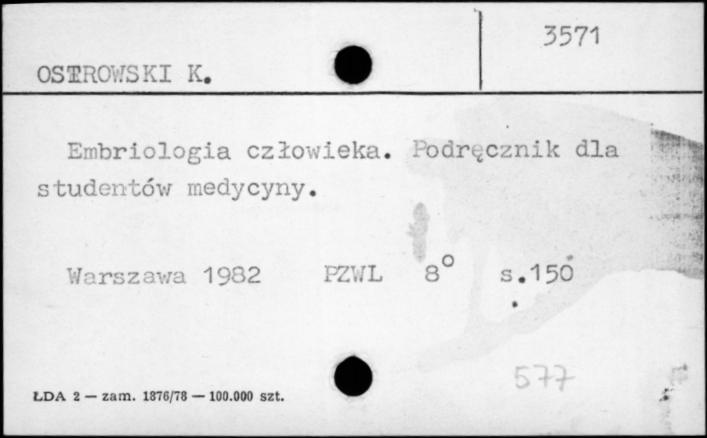 3571
OSTROWSKI K.
Embriologia człowieka. Podręcznik dla
studentów medycyny.
Warszawa 1982 PZWL 8° s.150
577
ŁDA 2 — zam. 1876/78 — 100.000 szt.